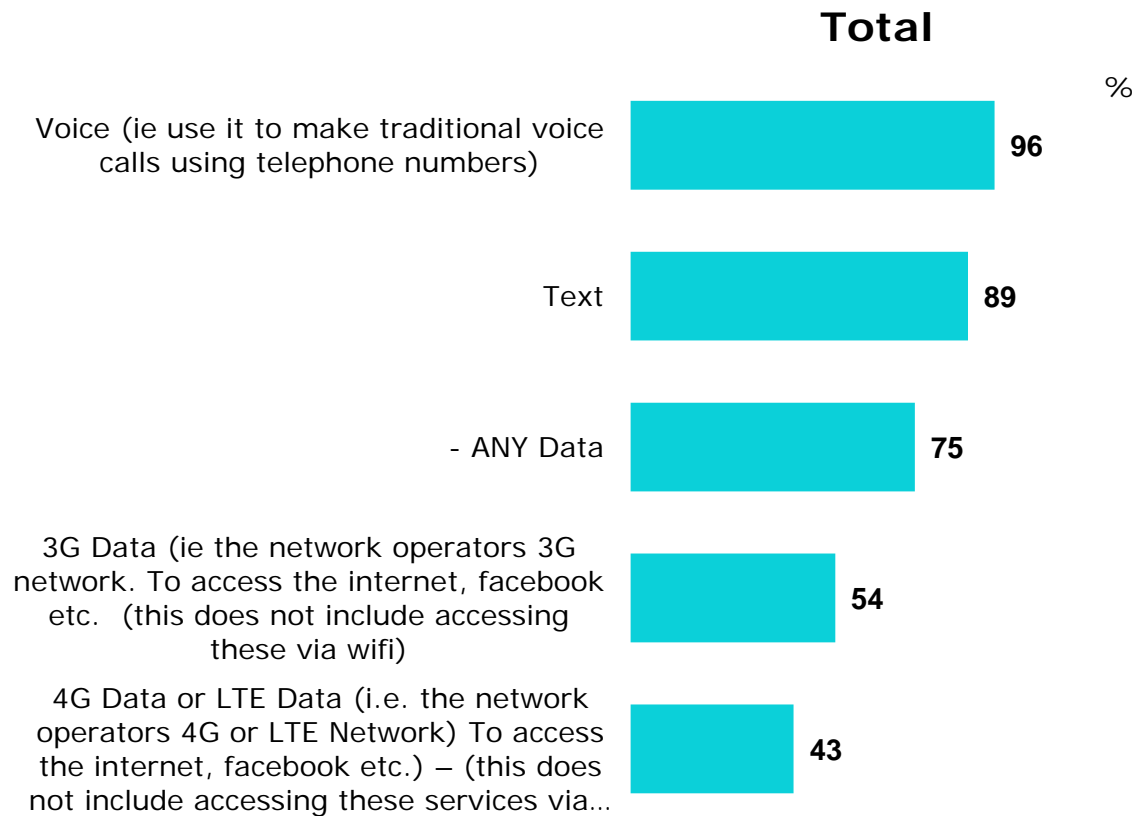 Total
%
Voice (ie use it to make traditional voice
calls using telephone numbers)
96
Text
89
- ANY Data
75
3G Data (ie the network operators 3G
network. To access the internet, facebook
etc. (this does not include accessing
these via wifi)
54
4G Data or LTE Data (i.e. the network
operators 4G or LTE Network) To access
the internet, facebook etc.) – (this does
not include accessing these services via...
43